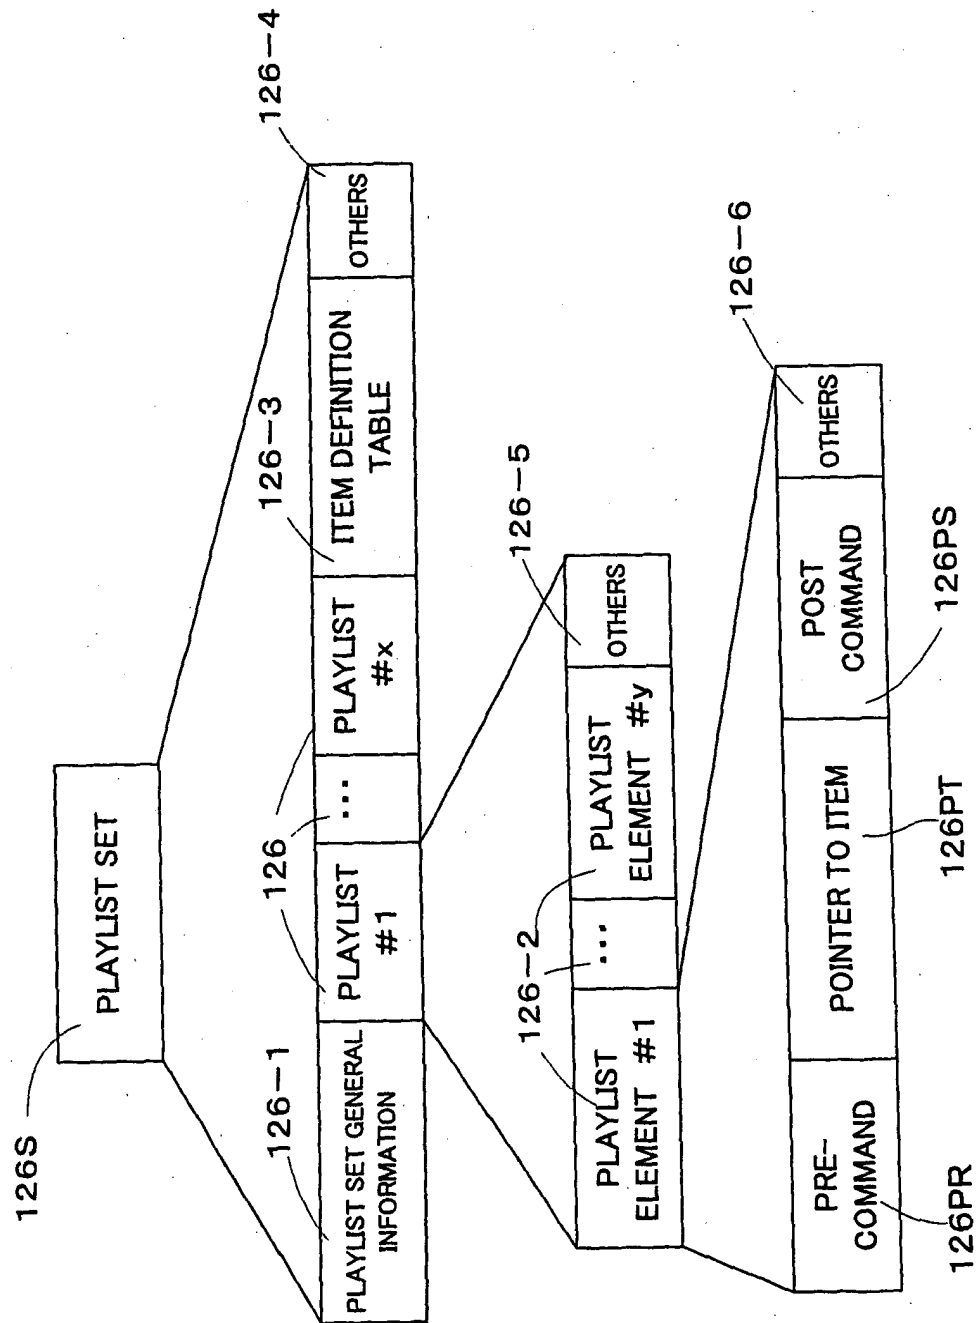 126S
PLAYLIST SET
126-1
126
126-3
126-4
PLAYLIST SET GENERAL
INFORMATION
PLAYLIST
#1
...
PLAYLIST
#x
ITEM DEFINITION
TABLE
OTHERS
126-2
126-5
PLAYLIST
ELEMENT #1
...
PLAYLIST
ELEMENT #y
OTHERS
126-6
PRE-
COMMAND
POINTER TO ITEM
POST
COMMAND
OTHERS
126PR
126PT
126PS